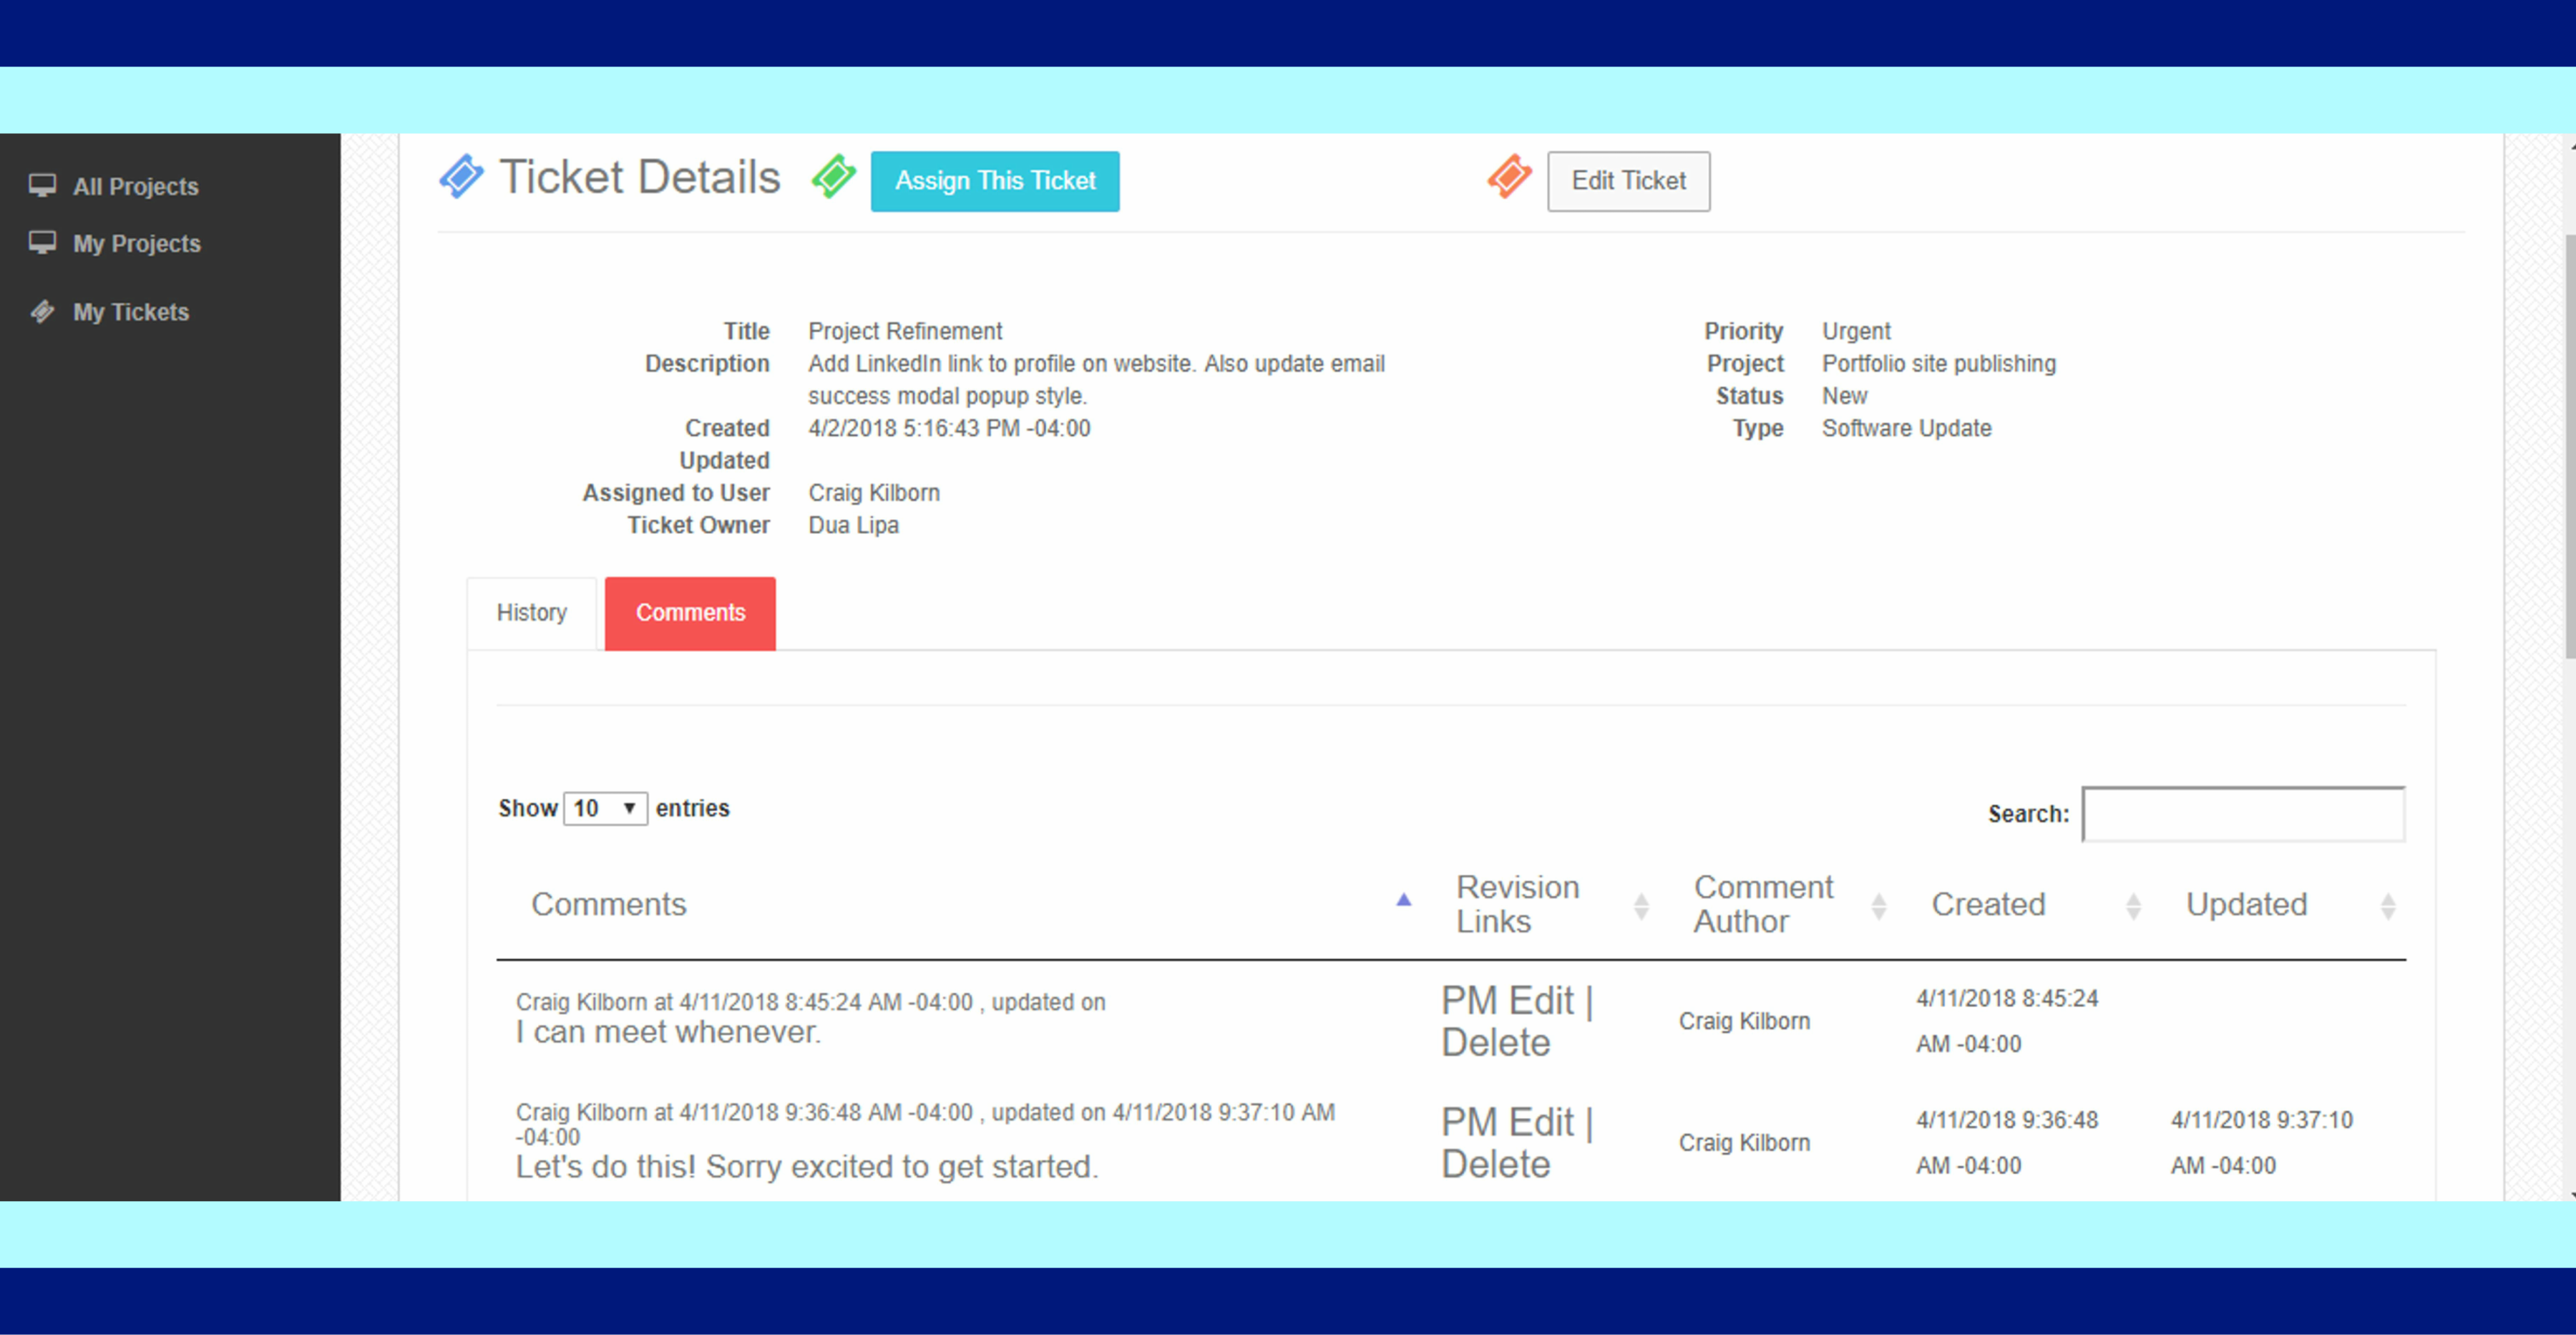 All Projects
My Projects
My Tickets
Ticket Details
Assign This Ticket
Edit Ticket
Title Project Refinement
Description Add LinkedIn link to profile on website. Also update email
success modal popup style.
Created 4/2/2018 5:16:43 PM -04:00
Updated
Assigned to User Craig Kilborn
Ticket Owner Dua Lipa
Priority Urgent
Project Portfolio site publishing
Status New
Type Software Update
History
Comments
Show 10 entries
Search:
Comments
Revision
Links
Comment
Author
Created
Updated
Craig Kilborn at 4/11/2018 8:45:24 AM -04:00 , updated on
I can meet whenever.
PM Edit |
Delete
Craig Kilborn
4/11/2018 8:45:24
AM -04:00
Craig Kilborn at 4/11/2018 9:36:48 AM -04:00 , updated on 4/11/2018 9:37:10 AM
-04:00
Let's do this! Sorry excited to get started.
PM Edit |
Delete
Craig Kilborn
4/11/2018 9:36:48
AM -04:00
4/11/2018 9:37:10
AM -04:00